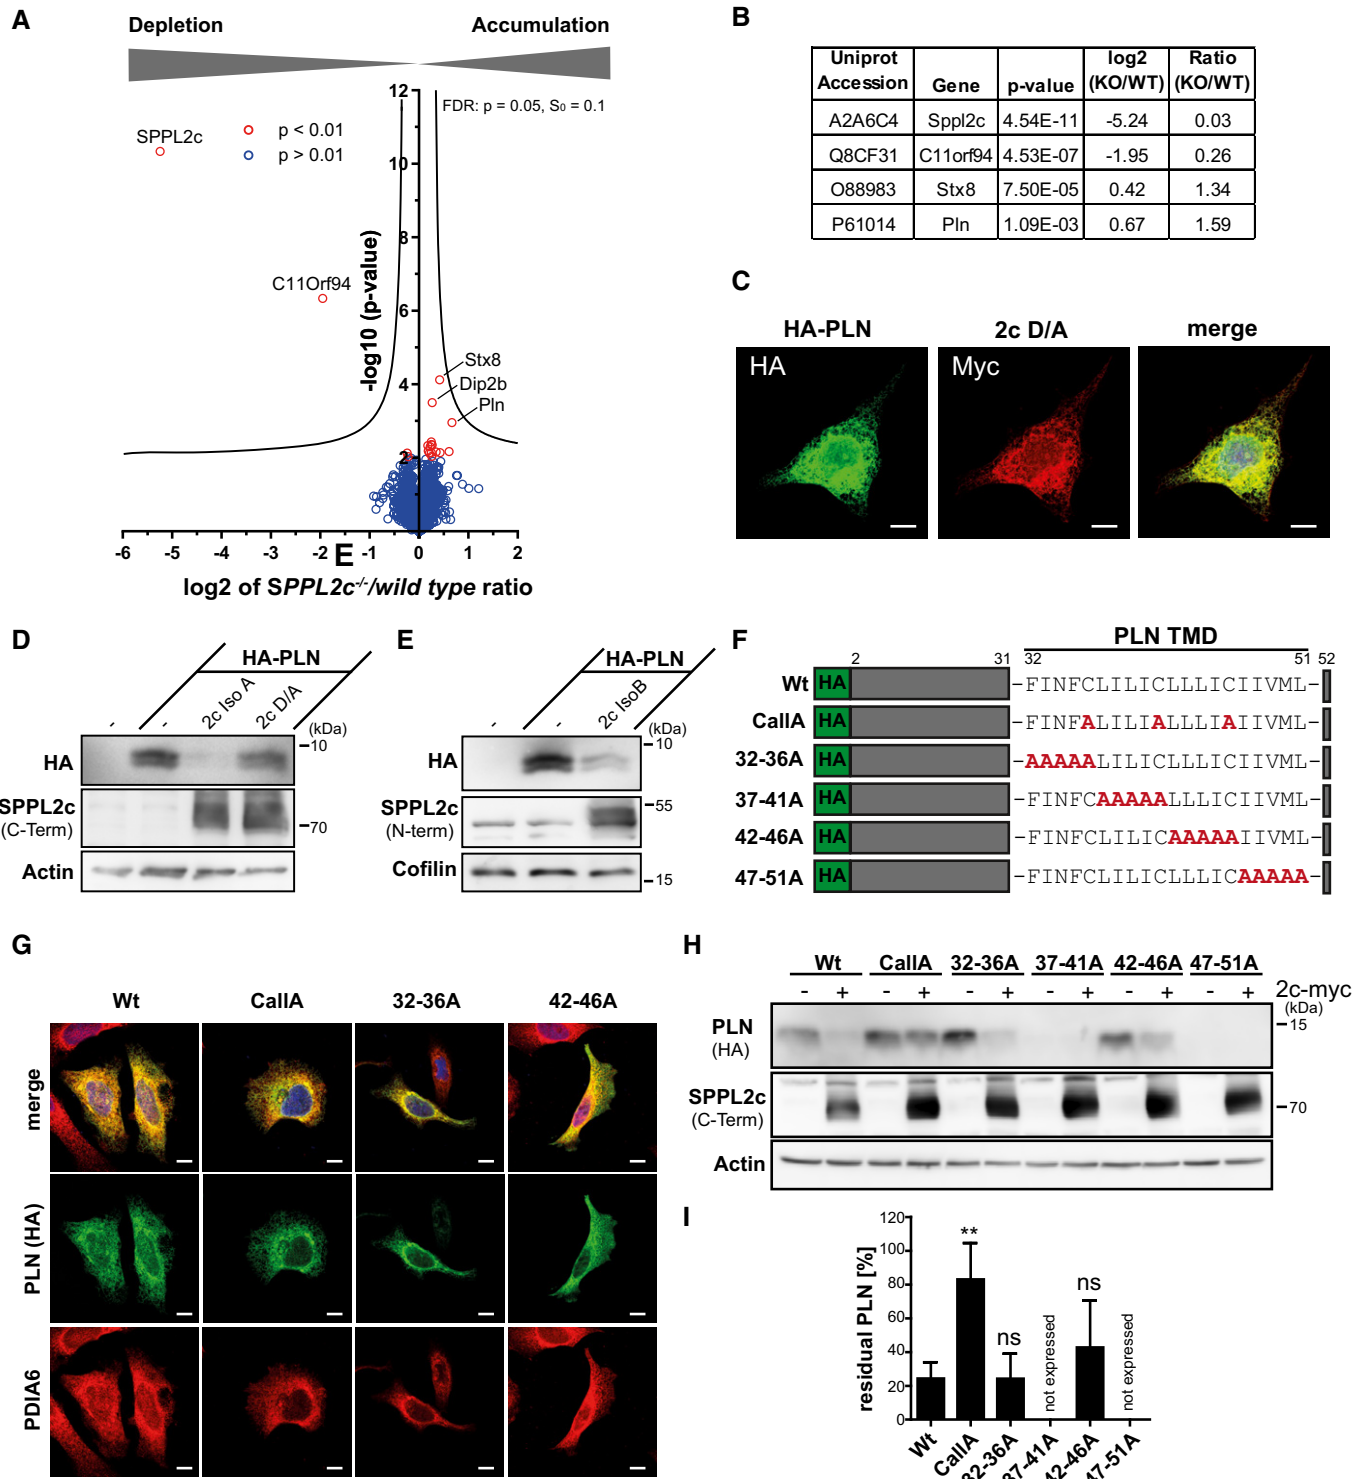 A
Depletion
Accumulation
FDR: p = 0.05, S0 = 0.1
SPPL2c
p < 0.01
p > 0.01
C11Orf94
Stx8
Dip2b
Pln
-log10 (p-value)
12
10
8
6
4
2
-6 -5 -4 -3 -2 -1 0 1 2
E
log2 of SPPL2c-/-/wild type ratio
B
Uniprot Accession Gene p-value log2 (KO/WT) Ratio (KO/WT)
A2A6C4 Sppl2c 4.54E-11 -5.24 0.03
Q8CF31 C11orf94 4.53E-07 -1.95 0.26
O88983 Stx8 7.50E-05 0.42 1.34
P61014 Pln 1.09E-03 0.67 1.59
C
HA-PLN 2c D/A merge
HA
Myc
D
HA-PLN
- - 2c Iso A 2c D/A
(kDa)
HA
10
SPPL2c
(C-Term)
70
Actin
E
HA-PLN
- - 2c IsoB
(kDa)
HA
10
SPPL2c
(N-term)
55
Cofilin
15
F
PLN TMD
2 31 32 51 52
Wt HA -FINFCLILICLLLICIIVML-
CallA HA -FINFALILIALLLIAIIVML-
32-36A HA -AAAAALILICLLLICIIVML-
37-41A HA -FINFCAAAAALLLICIIVML-
42-46A HA -FINFCLILICAAAAAIIVML-
47-51A HA -FINFCLILICLLLICAAAAA-
G
Wt CallA 32-36A 42-46A
merge
PLN (HA)
PDIA6
H
Wt CallA 32-36A 37-41A 42-46A 47-51A
- + - + - + - + - + - + 2c-myc
(kDa)
PLN
(HA)
15
SPPL2c
(C-Term)
70
Actin
I
residual PLN [%]
120
100
80
60
40
20
0
**
ns
not expressed
ns
not expressed
Wt CallA 32-36A 37-41A 42-46A 47-51A